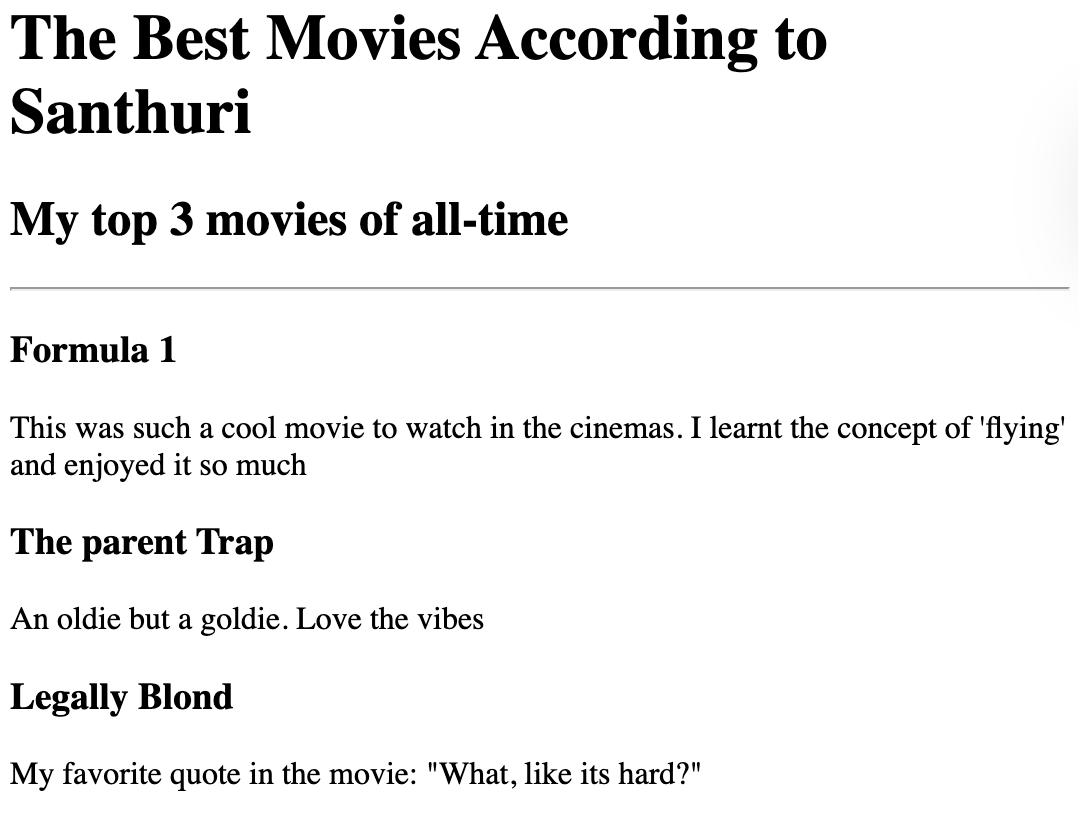 The Best Movies According to
Santhuri
My top 3 movies of all-time
Formula 1
This was such a cool movie to watch in the cinemas. I learnt the concept of 'flying'
and enjoyed it so much
The parent Trap
An oldie but a goldie. Love the vibes
Legally Blond
My favorite quote in the movie: "What, like its hard?"